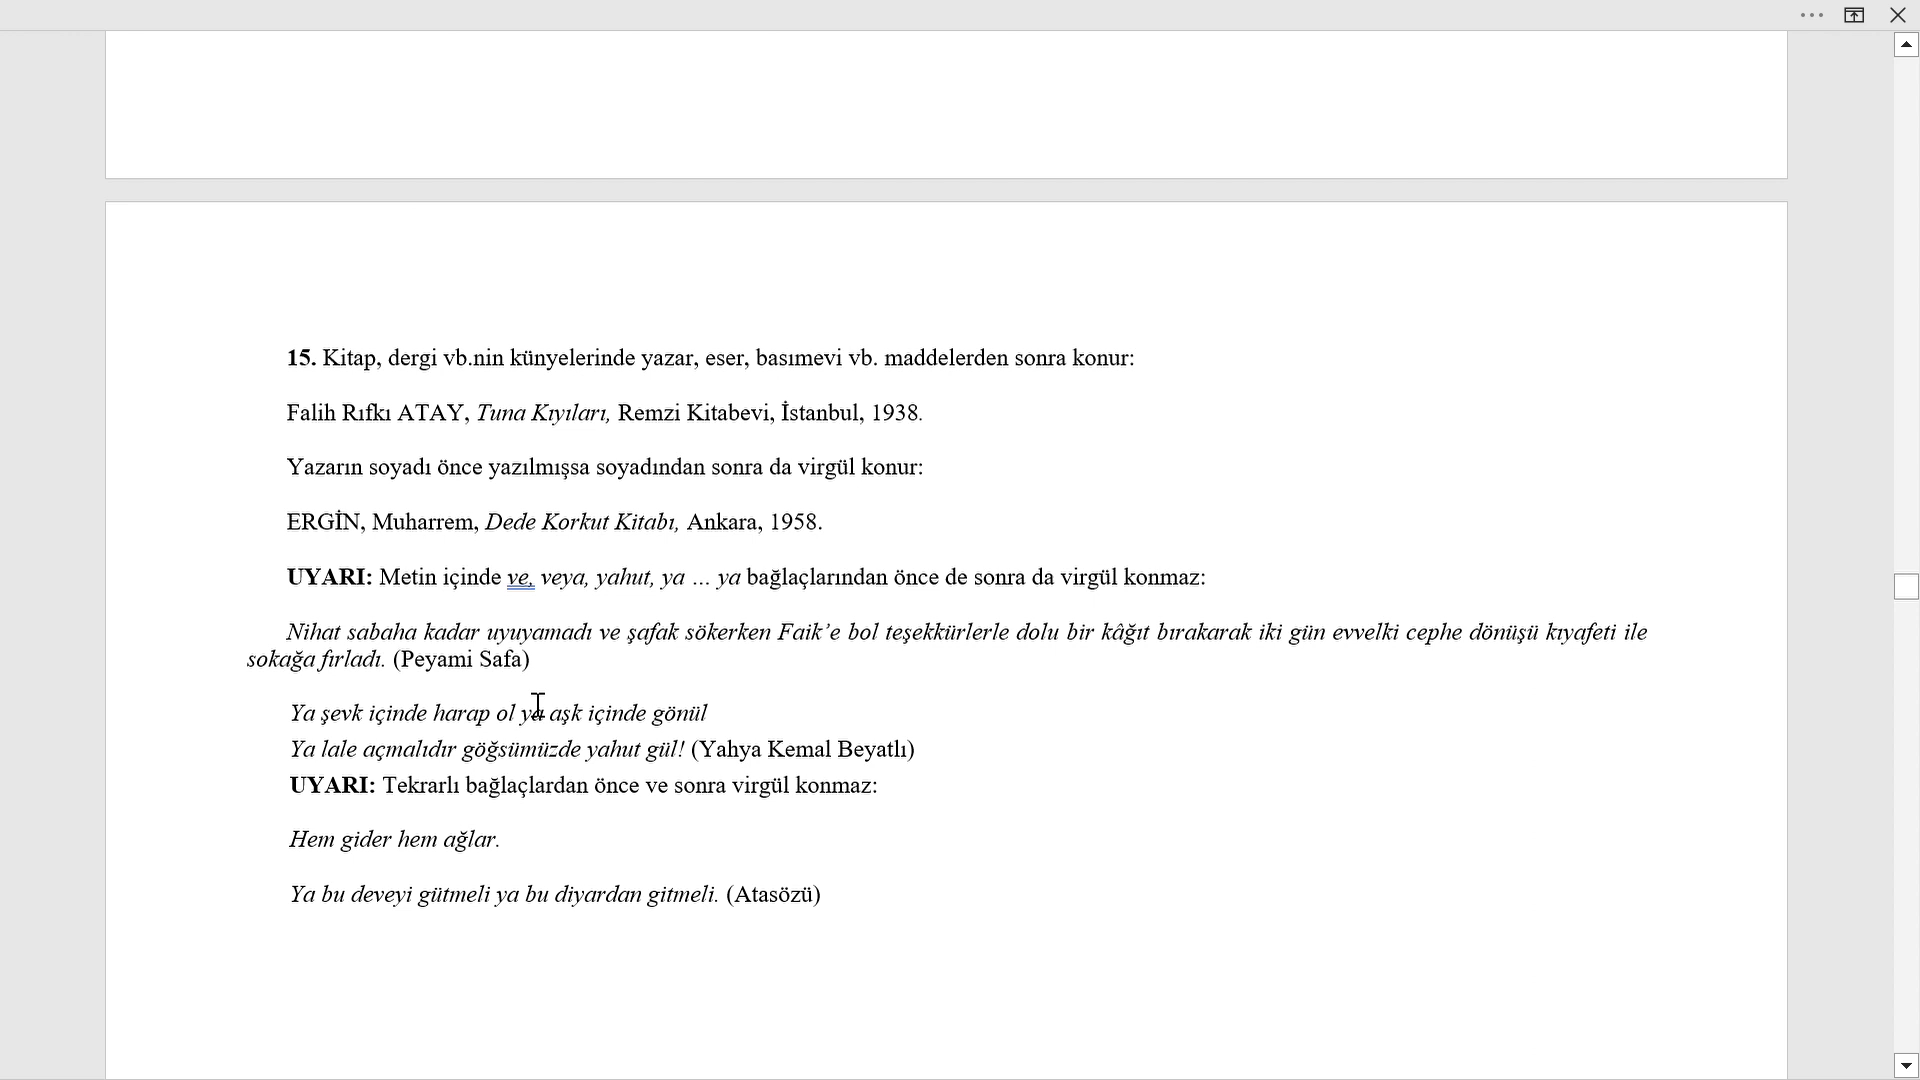 15. Kitap, dergi vb.nin künyelerinde yazar, eser, basımevi vb. maddelerden sonra konur:
Falih Rıfkı ATAY, Tuna Kıyıları, Remzi Kitabevi, İstanbul, 1938.
Yazarın soyadı önce yazılmışsa soyadından sonra da virgül konur:
ERGİN, Muharrem, Dede Korkut Kitabı, Ankara, 1958.
UYARI: Metin içinde ve, veya, yahut, ya ... ya bağlaçlarından önce de sonra da virgül konmaz:
Nihat sabaha kadar uyuyamadı ve şafak sökerken Faik’e bol teşekkürlerle dolu bir kâğıt bırakarak iki gün evvelki cephe dönüşü kıyafeti ile
sokağa fırladı. (Peyami Safa)
Ya şevk içinde harap ol ya aşk içinde gönül
Ya lale açmalıdır göğsümüzde yahut gül! (Yahya Kemal Beyatlı)
UYARI: Tekrarlı bağlaçlardan önce ve sonra virgül konmaz:
Hem gider hem ağlar.
Ya bu deveyi gütmeli ya bu diyardan gitmeli. (Atasözü)